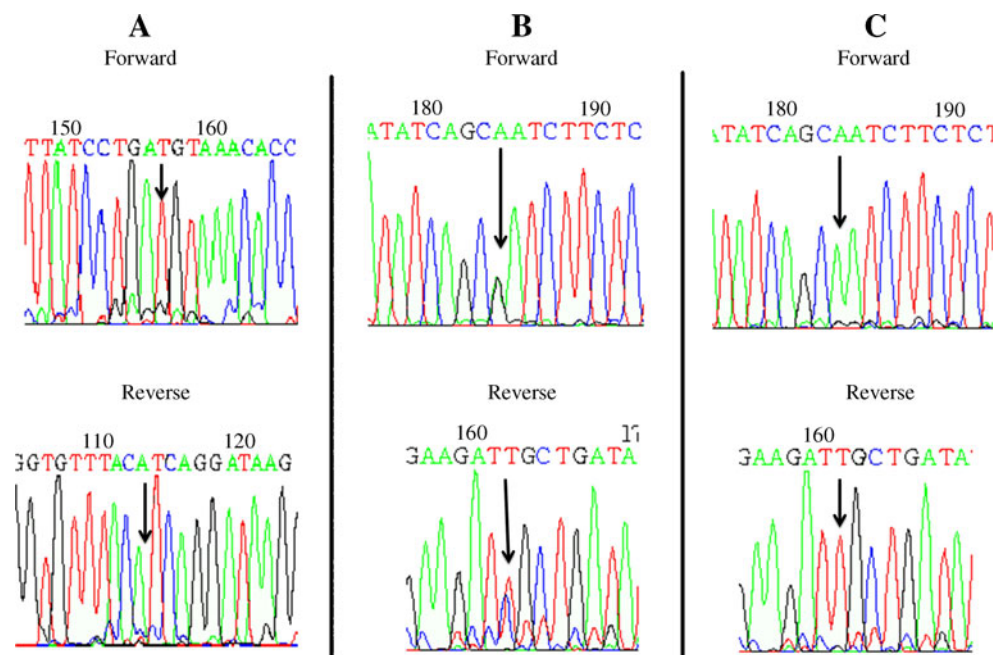 A B C
Forward Forward Forward
150 160
TTATCCTGATGTAAACACC
180 190
ATATCAGCAATCTTCTC
180 190
ATATCAGCAATCTTCTCT
Reverse Reverse Reverse
110 120
GGTGTTTACATCAGGATAAG
160
GAAGATTGCTGATA
160
GAAGATTGCTGATA